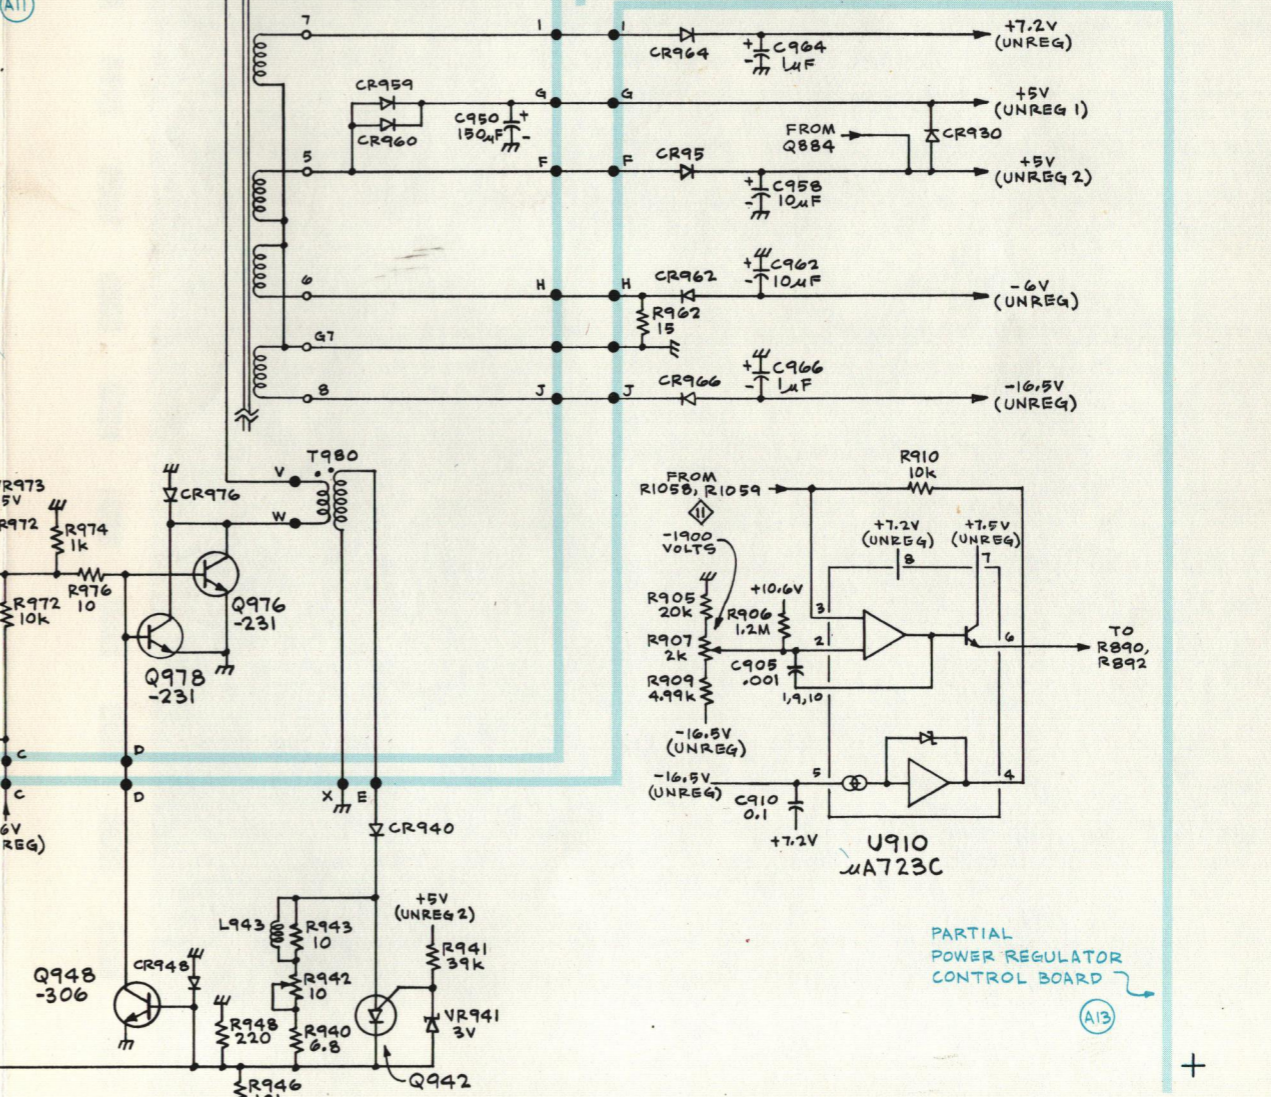 A11
7
I
I
CR964
+
-
C964
1µF
+7.2V
(UNREG)
CR959
CR960
C950
150µF
+
-
G
G
+5V
(UNREG 1)
FROM
Q884
CR930
5
F
F
CR95
+
-
C958
10µF
+5V
(UNREG 2)
6
H
H
CR962
+
-
C962
10µF
-6V
(UNREG)
R962
15
G7
8
J
J
CR966
+
-
C966
1µF
-16.5V
(UNREG)
T980
V
W
CR976
R973
5V
R972
R974
1k
R976
10
R972
10k
Q976
-231
Q978
-231
C
D
C
D
X
E
6V
REG)
CR940
FROM
R1058, R1059
11
R910
10k
-1900
VOLTS
+7.2V
(UNREG)
+7.5V
(UNREG)
8
7
R905
20k
+10.6V
R906
1.2M
R907
2k
3
2
6
C905
.001
1,9,10
R909
4.99k
-16.5V
(UNREG)
TO
R890,
R892
-16.5V
(UNREG)
5
4
C910
0.1
+7.2V
U910
µA723C
L943
R943
10
+5V
(UNREG 2)
R941
39k
Q948
-306
CR948
R942
10
R948
220
R940
6.8
VR941
3V
Q942
R946
PARTIAL
POWER REGULATOR
CONTROL BOARD
A13
+